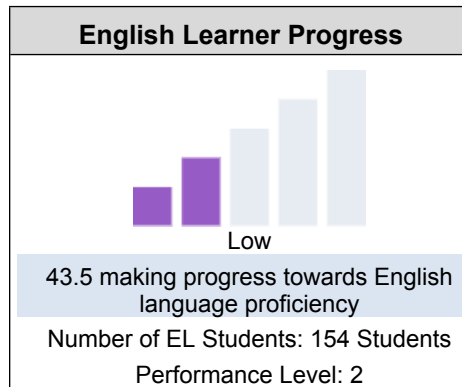 English Learner Progress
Low
43.5 making progress towards English
language proficiency
Number of EL Students: 154 Students
Performance Level: 2